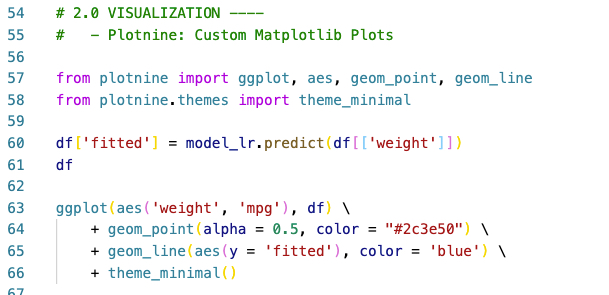 54 # 2.0 VISUALIZATION ----
55 #   - Plotnine: Custom Matplotlib Plots
56
57 from plotnine import ggplot, aes, geom_point, geom_line
58 from plotnine.themes import theme_minimal
59
60 df['fitted'] = model_lr.predict(df[['weight']])
61 df
62
63 ggplot(aes('weight', 'mpg'), df) \
64     + geom_point(alpha = 0.5, color = "#2c3e50") \
65     + geom_line(aes(y = 'fitted'), color = 'blue') \
66     + theme_minimal()
67